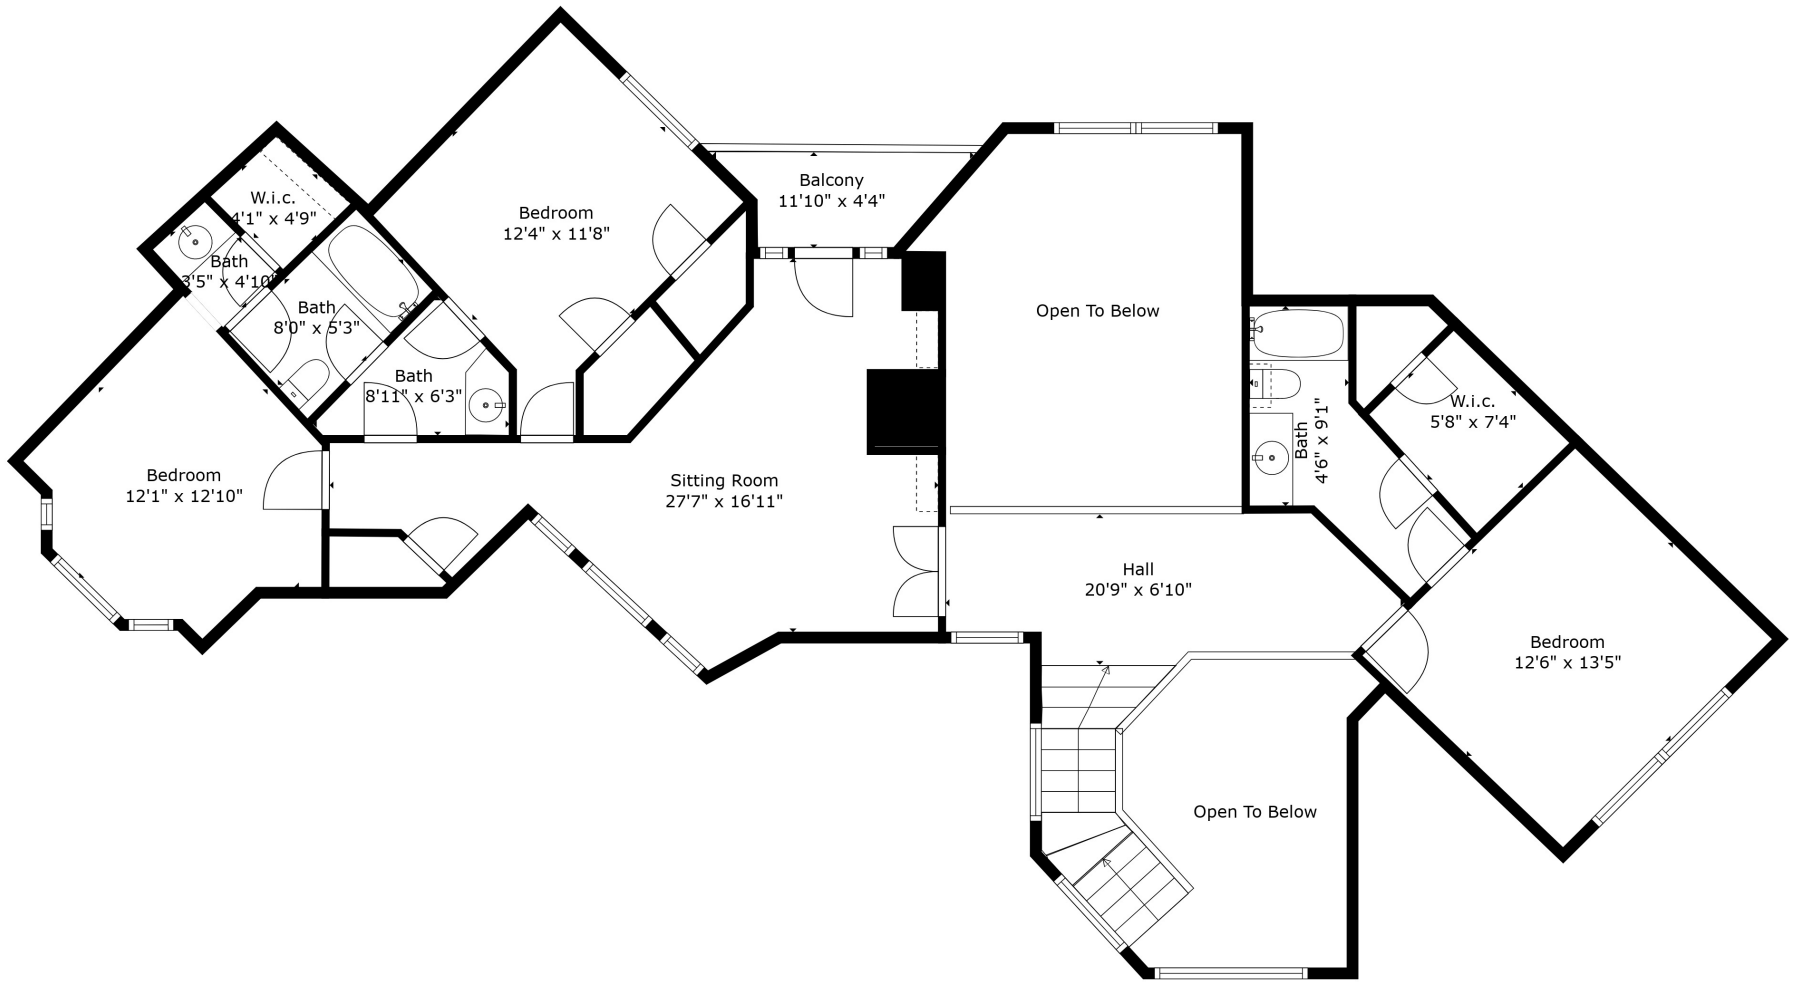 Balcony
11'10" x 4'4"
W.i.c.
4'1" x 4'9"
Bedroom
12'4" x 11'8"
Bath
3'5" x 4'10"
Bath
8'0" x 5'3"
Open To Below
Bath
8'11" x 6'3"
W.i.c.
5'8" x 7'4"
Bath
4'6" x 9'1"
Bedroom
12'1" x 12'10"
Sitting Room
27'7" x 16'11"
Hall
20'9" x 6'10"
Bedroom
12'6" x 13'5"
Open To Below